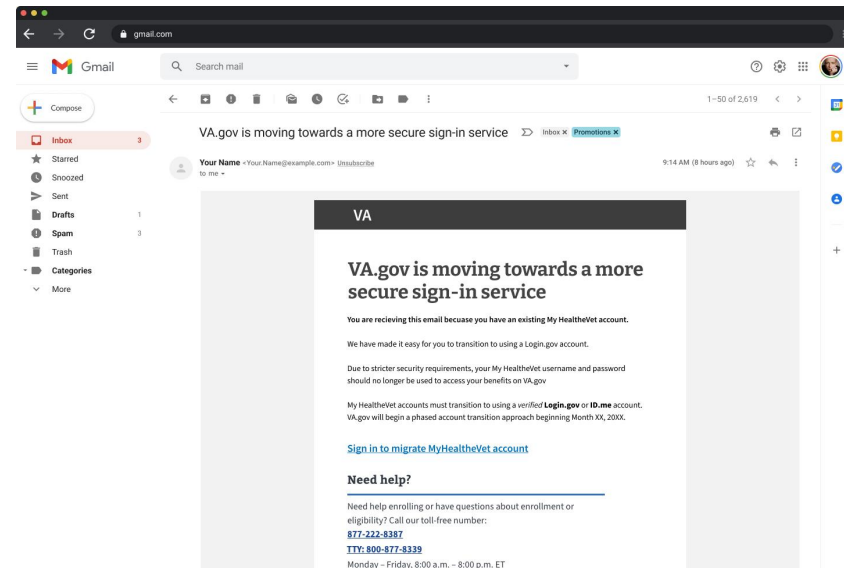 gmail.com
Gmail
Search mail
Compose
1–50 of 2,619
Inbox 3
Starred
Snoozed
Sent
Drafts 1
Spam 3
Trash
Categories
More
VA.gov is moving towards a more secure sign-in service Inbox x Promotions x
Your Name <Your.Name@example.com> Unsubscribe
9:14 AM (8 hours ago)
to me
VA
VA.gov is moving towards a more
secure sign-in service
You are recieving this email becuase you have an existing My HealtheVet account.
We have made it easy for you to transition to using a Login.gov account.
Due to stricter security requirements, your My HealtheVet username and password
should no longer be used to access your benefits on VA.gov
My HealtheVet accounts must transition to using a verified Login.gov or ID.me account.
VA.gov will begin a phased account transition approach beginning Month XX, 20XX.
Sign in to migrate MyHealtheVet account
Need help?
Need help enrolling or have questions about enrollment or
eligibility? Call our toll-free number:
877-222-8387
TTY: 800-877-8339
Monday – Friday, 8:00 a.m. – 8:00 p.m. ET